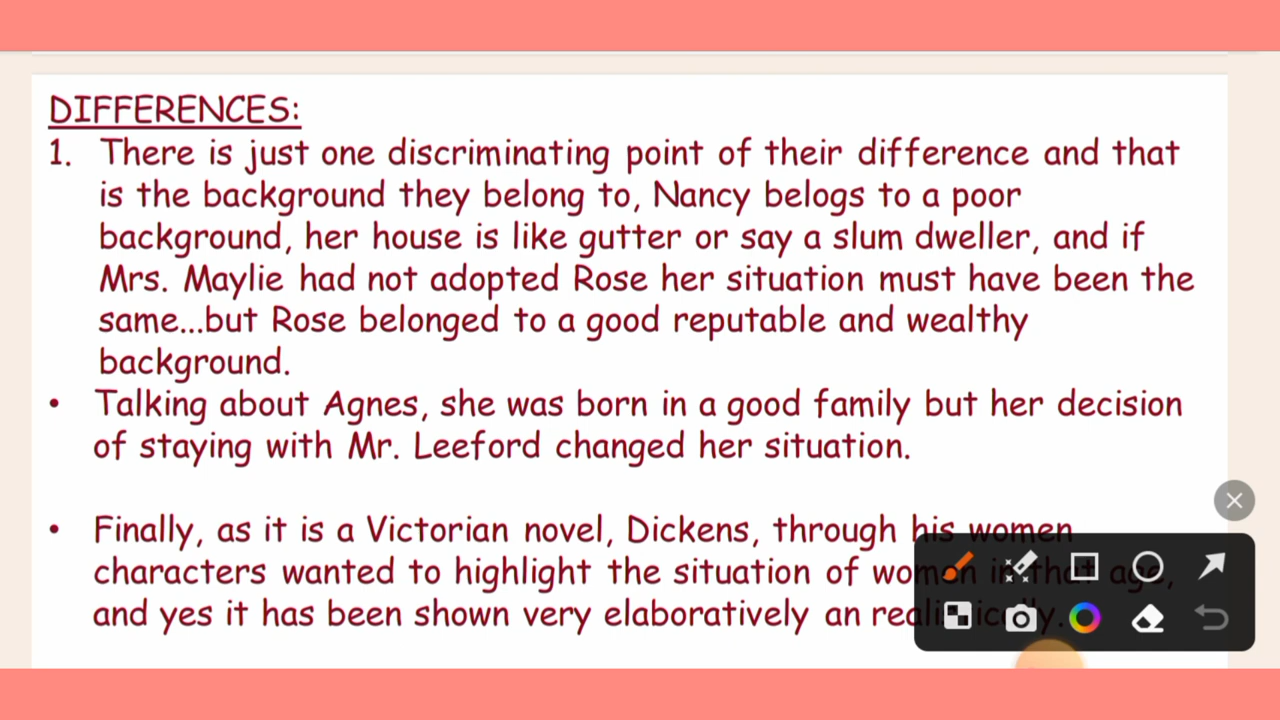 DIFFERENCES:
1. There is just one discriminating point of their difference and that
is the background they belong to, Nancy belogs to a poor
background, her house is like gutter or say a slum dweller, and if
Mrs. Maylie had not adopted Rose her situation must have been the
same...but Rose belonged to a good reputable and wealthy
background.
• Talking about Agnes, she was born in a good family but her decision
of staying with Mr. Leeford changed her situation.
• Finally, as it is a Victorian novel, Dickens, through his women
characters wanted to highlight the situation of women in that age,
and yes it has been shown very elaboratively an realistically.